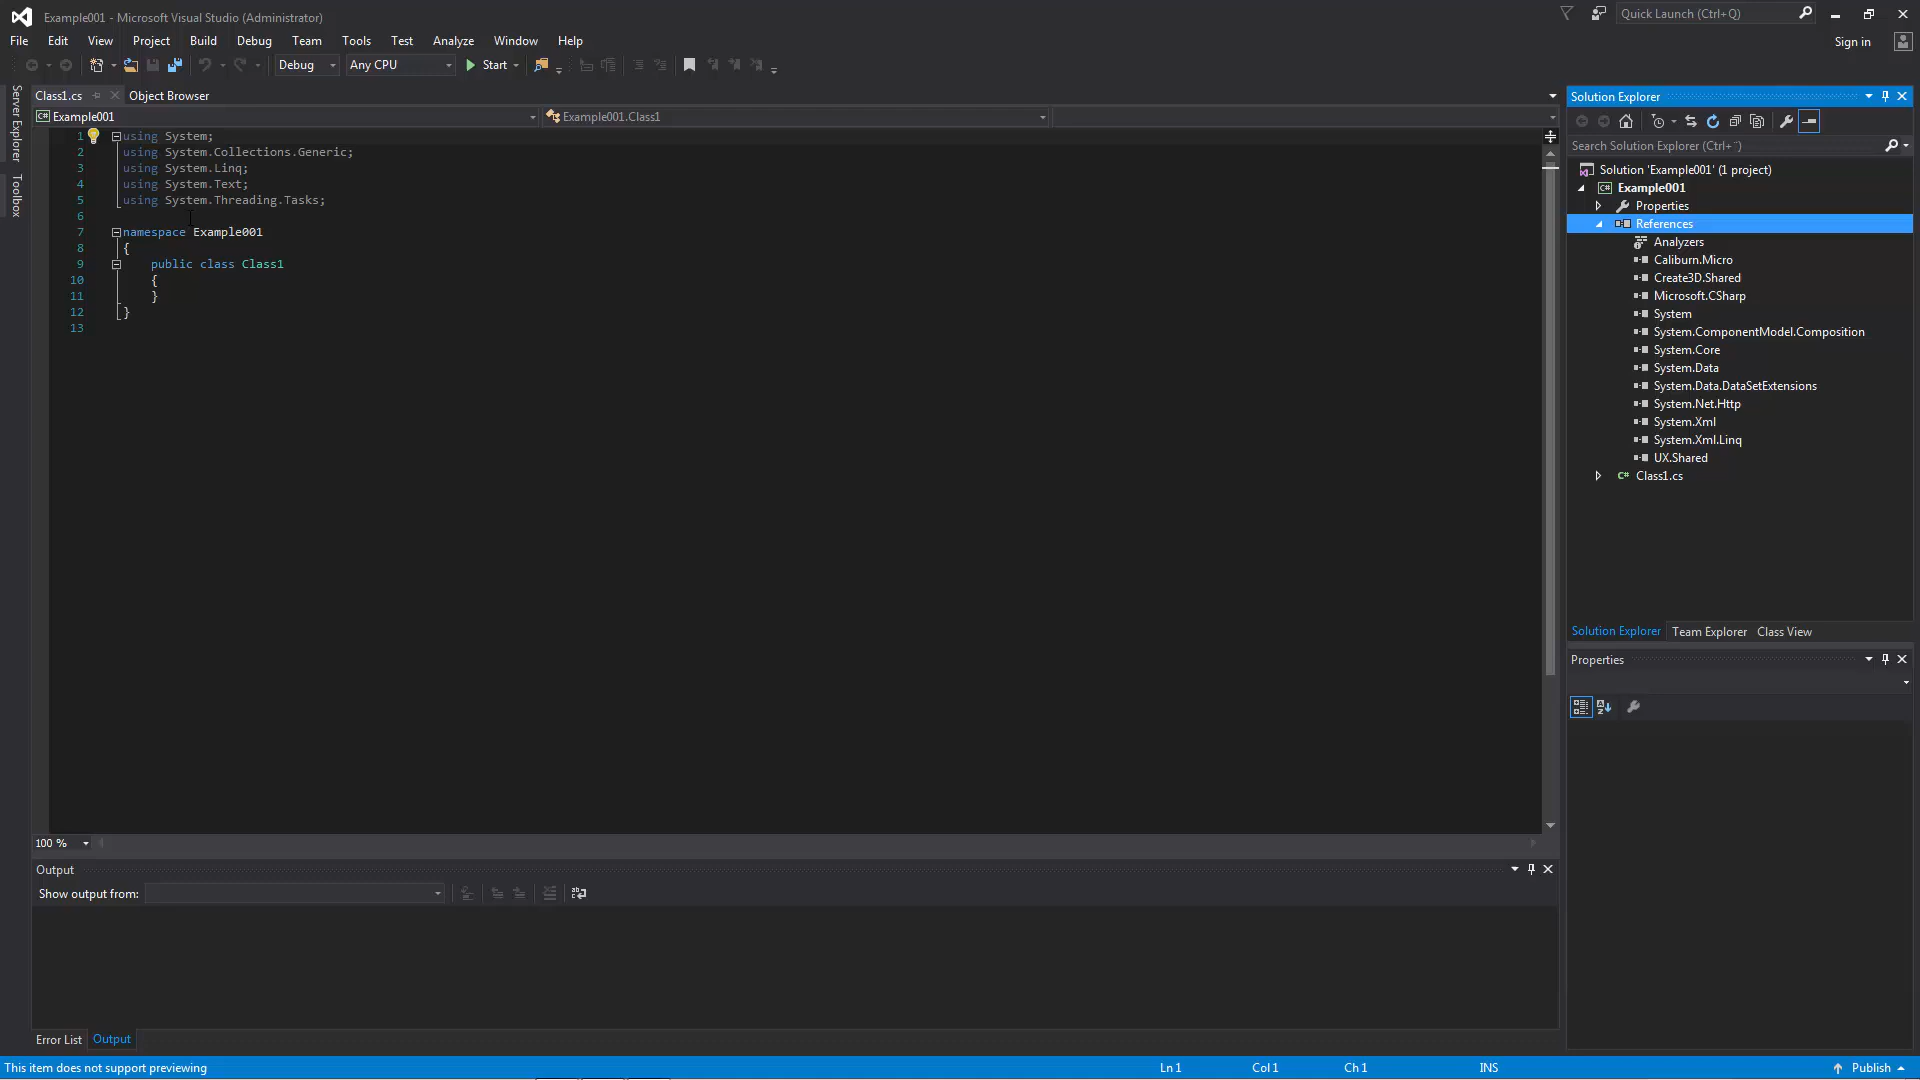 Example001 - Microsoft Visual Studio (Administrator)
Quick Launch (Ctrl+Q)
File Edit View Project Build Debug Team Tools Test Analyze Window Help
Sign in
Debug Any CPU Start
Server Explorer
Toolbox
Class1.cs Object Browser
Example001 Example001.Class1
1 using System;
2 using System.Collections.Generic;
3 using System.Linq;
4 using System.Text;
5 using System.Threading.Tasks;
6
7 namespace Example001
8 {
9 public class Class1
10 {
11 }
12 }
13
100 %
Output
Show output from:
Error List Output
Solution Explorer
Search Solution Explorer (Ctrl+¨)
Solution 'Example001' (1 project)
Example001
Properties
References
Analyzers
Caliburn.Micro
Create3D.Shared
Microsoft.CSharp
System
System.ComponentModel.Composition
System.Core
System.Data
System.Data.DataSetExtensions
System.Net.Http
System.Xml
System.Xml.Linq
UX.Shared
C# Class1.cs
Solution Explorer Team Explorer Class View
Properties
This item does not support previewing Ln 1 Col 1 Ch 1 INS Publish